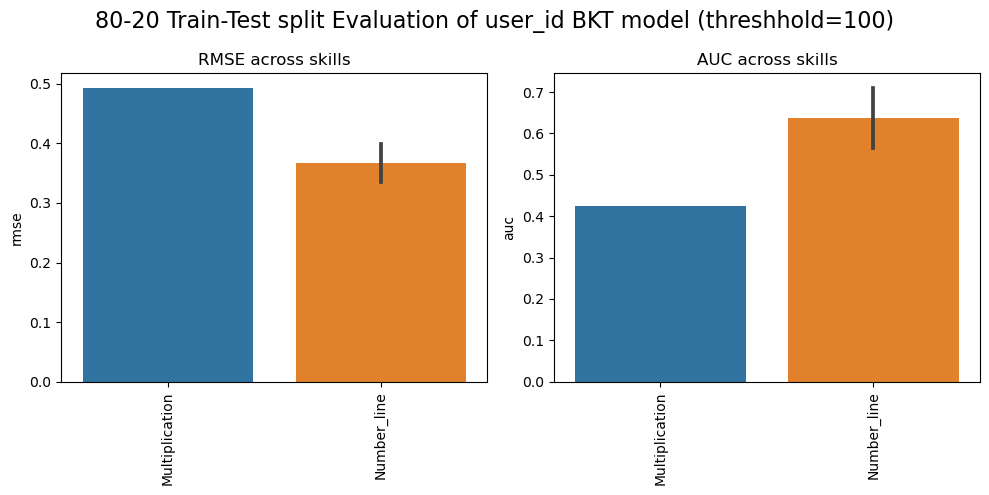 80-20 Train-Test split Evaluation of user_id BKT model (threshhold=100)
RMSE across skills
rmse
0.5
0.4
0.3
0.2
0.1
0.0
Multiplication
Number_line
AUC across skills
auc
0.7
0.6
0.5
0.4
0.3
0.2
0.1
0.0
Multiplication
Number_line